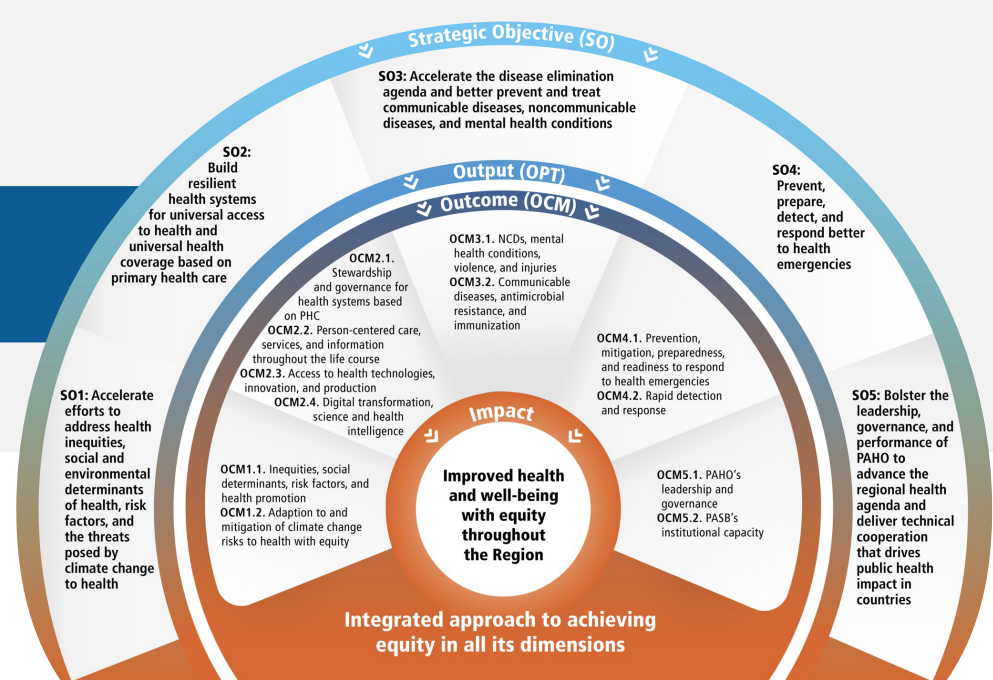 Strategic Objective (SO)
SO3: Accelerate the disease elimination
agenda and better prevent and treat
communicable diseases, noncommunicable
diseases, and mental health conditions
SO2:
Build
resilient
health systems
for universal access
to health and
universal health
coverage based on
primary health care
SO4:
Prevent,
prepare,
detect, and
respond better
to health
emergencies
SO1: Accelerate
efforts to
address health
inequities,
social and
environmental
determinants
of health, risk
factors, and
the threats
posed by
climate change
to health
SO5: Bolster the
leadership,
governance, and
performance of
PAHO to
advance the
regional health
agenda and
deliver technical
cooperation
that drives
public health
impact in
countries
Output (OPT)
Outcome (OCM)
OCM3.1. NCDs, mental
health conditions,
violence, and injuries
OCM3.2. Communicable
diseases, antimicrobial
resistance, and
immunization
OCM2.1.
Stewardship
and governance for
health systems based
on PHC
OCM2.2. Person-centered care,
services, and information
throughout the life course
OCM2.3. Access to health technologies,
innovation, and production
OCM2.4. Digital transformation,
science and health
intelligence
OCM4.1. Prevention,
mitigation, preparedness,
and readiness to respond
to health emergencies
OCM4.2. Rapid detection
and response
OCM1.1. Inequities, social
determinants, risk factors, and
health promotion
OCM1.2. Adaption to and
mitigation of climate change
risks to health with equity
OCM5.1. PAHO's
leadership and
governance
OCM5.2. PASB's
institutional capacity
Impact
Improved health
and well-being
with equity
throughout
the Region
Integrated approach to achieving
equity in all its dimensions